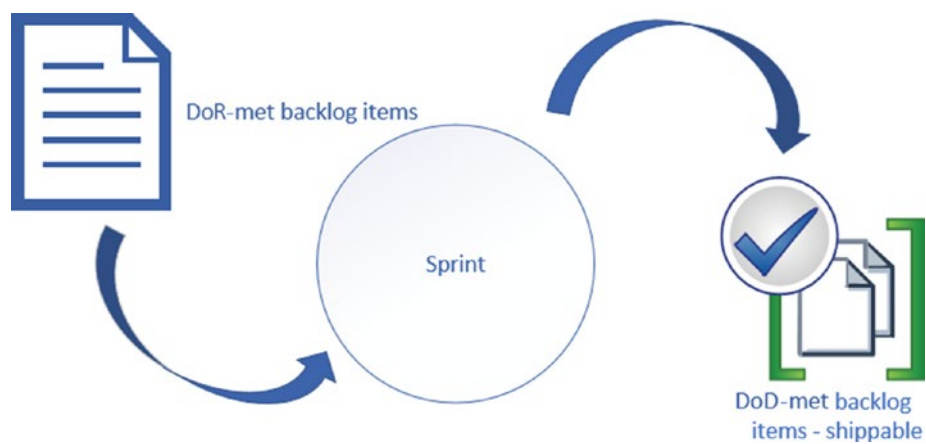 DoR-met backlog items
Sprint
DoD-met backlog
items - shippable